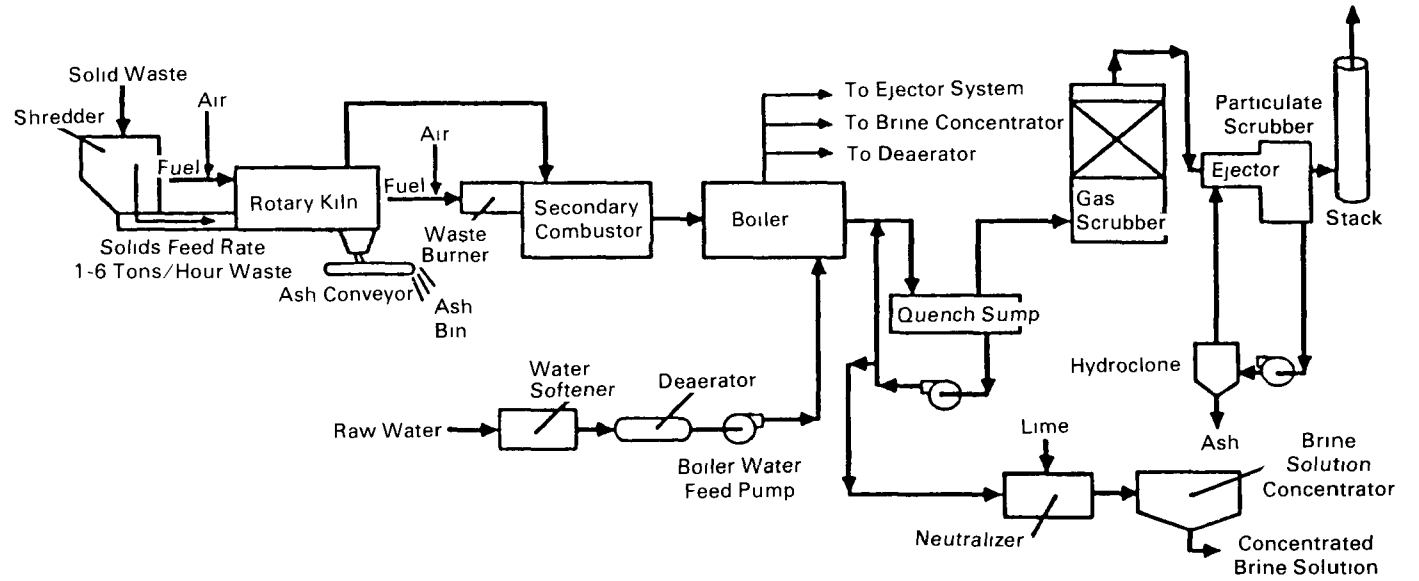 Solid Waste
Shredder
Air
Fuel
Rotary Kiln
Solids Feed Rate
1-6 Tons/Hour Waste
Ash Conveyor
Ash
Bin
Air
Fuel
Waste
Burner
Secondary
Combustor
Boiler
To Ejector System
To Brine Concentrator
To Deaerator
Quench Sump
Gas
Scrubber
Particulate
Scrubber
Ejector
Stack
Hydroclone
Ash
Raw Water
Water
Softener
Deaerator
Boiler Water
Feed Pump
Lime
Neutralizer
Brine
Solution
Concentrator
Concentrated
Brine Solution